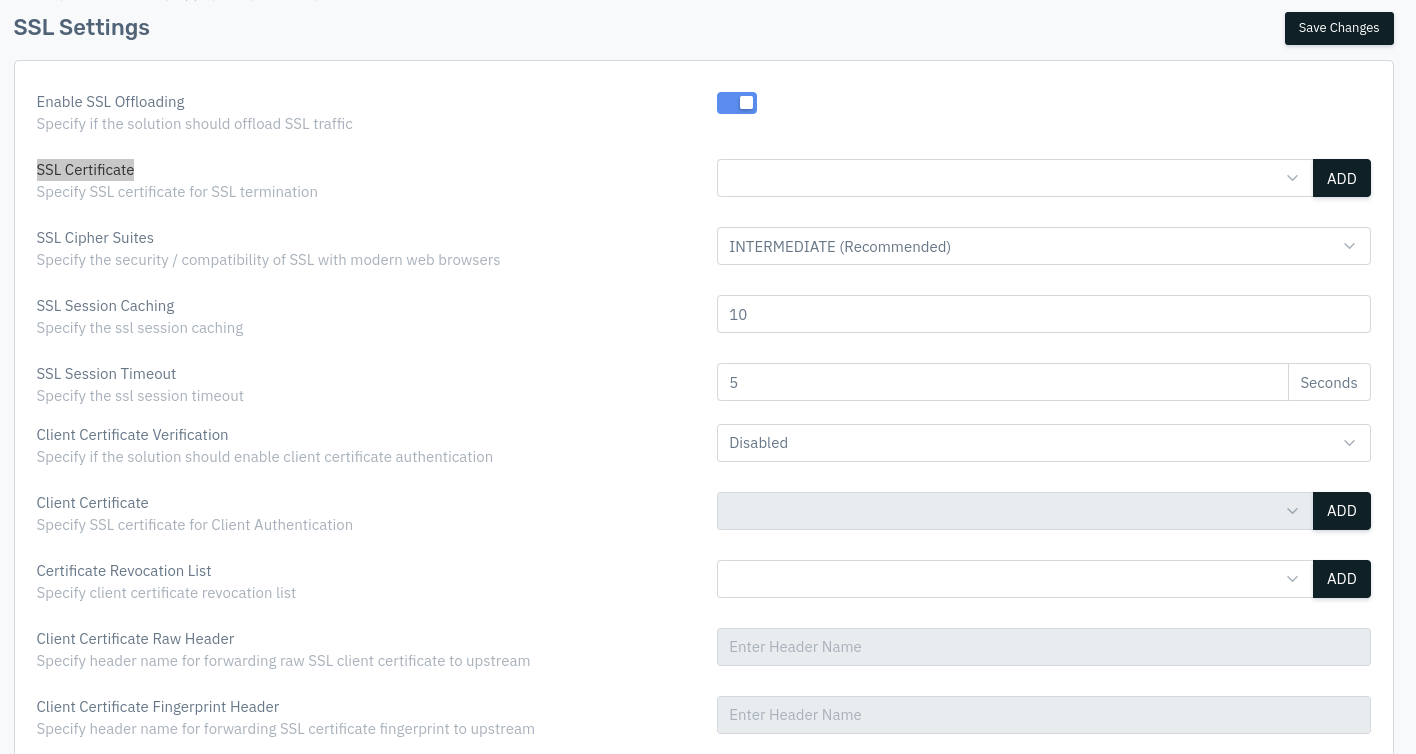 SSL Settings
Save Changes
Enable SSL Offloading
Specify if the solution should offload SSL traffic
SSL Certificate
Specify SSL certificate for SSL termination
ADD
SSL Cipher Suites
Specify the security / compatibility of SSL with modern web browsers
INTERMEDIATE (Recommended)
SSL Session Caching
Specify the ssl session caching
10
SSL Session Timeout
Specify the ssl session timeout
5
Seconds
Client Certificate Verification
Specify if the solution should enable client certificate authentication
Disabled
Client Certificate
Specify SSL certificate for Client Authentication
ADD
Certificate Revocation List
Specify client certificate revocation list
ADD
Client Certificate Raw Header
Specify header name for forwarding raw SSL client certificate to upstream
Enter Header Name
Client Certificate Fingerprint Header
Specify header name for forwarding SSL certificate fingerprint to upstream
Enter Header Name